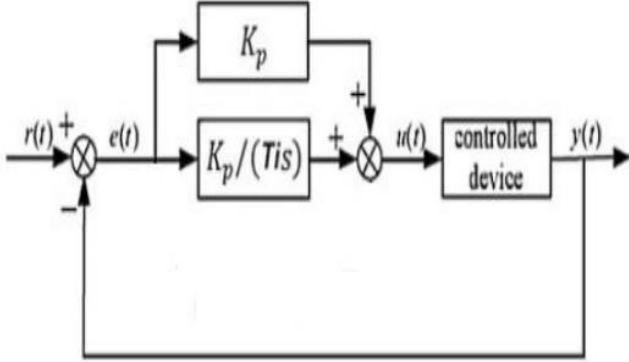 K_p
+
r(t) + e(t) K_p/(Tis) + u(t) controlled device y(t)
−